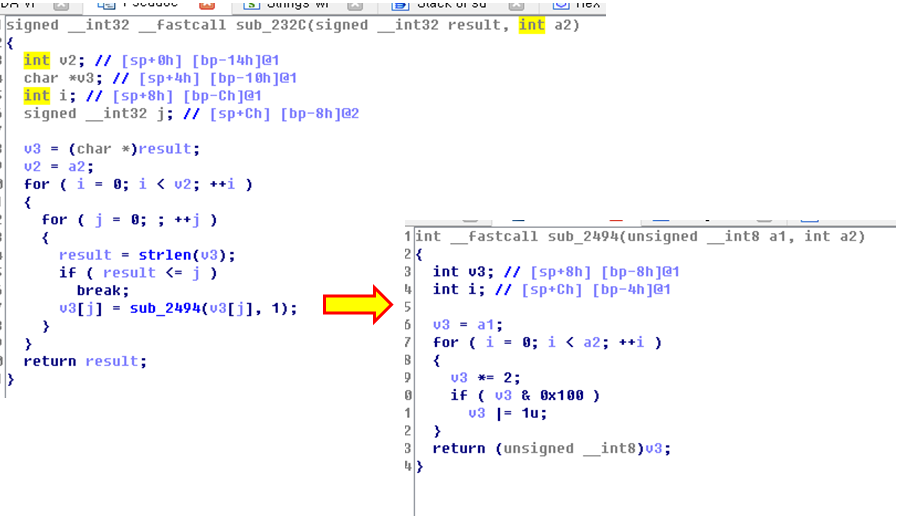 Pseudoc
Strings wi
Stack of su
Hex
signed __int32 __fastcall sub_232C(signed __int32 result, int a2)
{
int v2; // [sp+0h] [bp-14h]@1
char *v3; // [sp+4h] [bp-10h]@1
int i; // [sp+8h] [bp-Ch]@1
signed __int32 j; // [sp+Ch] [bp-8h]@2
v3 = (char *)result;
v2 = a2;
for ( i = 0; i < v2; ++i )
{
for ( j = 0; ; ++j )
{
result = strlen(v3);
if ( result <= j )
break;
v3[j] = sub_2494(v3[j], 1);
}
}
return result;
}
1 int __fastcall sub_2494(unsigned __int8 a1, int a2)
2 {
3 int v3; // [sp+8h] [bp-8h]@1
4 int i; // [sp+Ch] [bp-4h]@1
5
6 v3 = a1;
7 for ( i = 0; i < a2; ++i )
8 {
9 v3 *= 2;
0 if ( v3 & 0x100 )
1 v3 |= 1u;
2 }
3 return (unsigned __int8)v3;
4 }